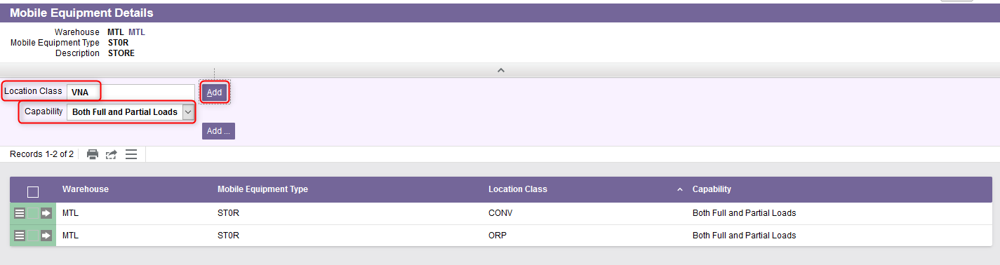 Mobile Equipment Details
Warehouse MTL MTL
Mobile Equipment Type ST0R
Description STORE
Location Class VNA Add
Capability Both Full and Partial Loads
Add ...
Records 1-2 of 2
Warehouse Mobile Equipment Type Location Class Capability
MTL ST0R CONV Both Full and Partial Loads
MTL ST0R ORP Both Full and Partial Loads